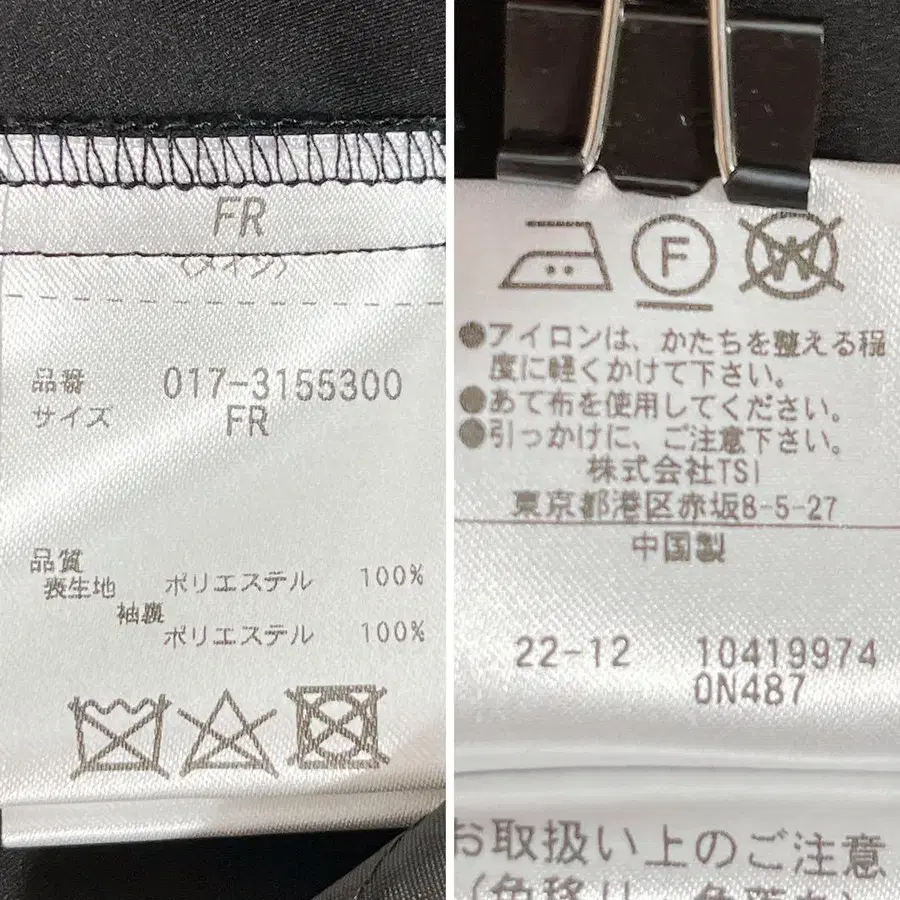 FR
(メイン)
品番 017-3155300
サイズ FR
品質
表生地 ポリエステル 100%
袖裏
ポリエステル 100%
F
W
●アイロンは、かたちを整える程
度に軽くかけて下さい。
●あて布を使用してください。
●引っかけに、ご注意下さい。
株式会社TSI
東京都港区赤坂8-5-27
中国製
22-12 10419974
0N487
お取扱い上のご注意